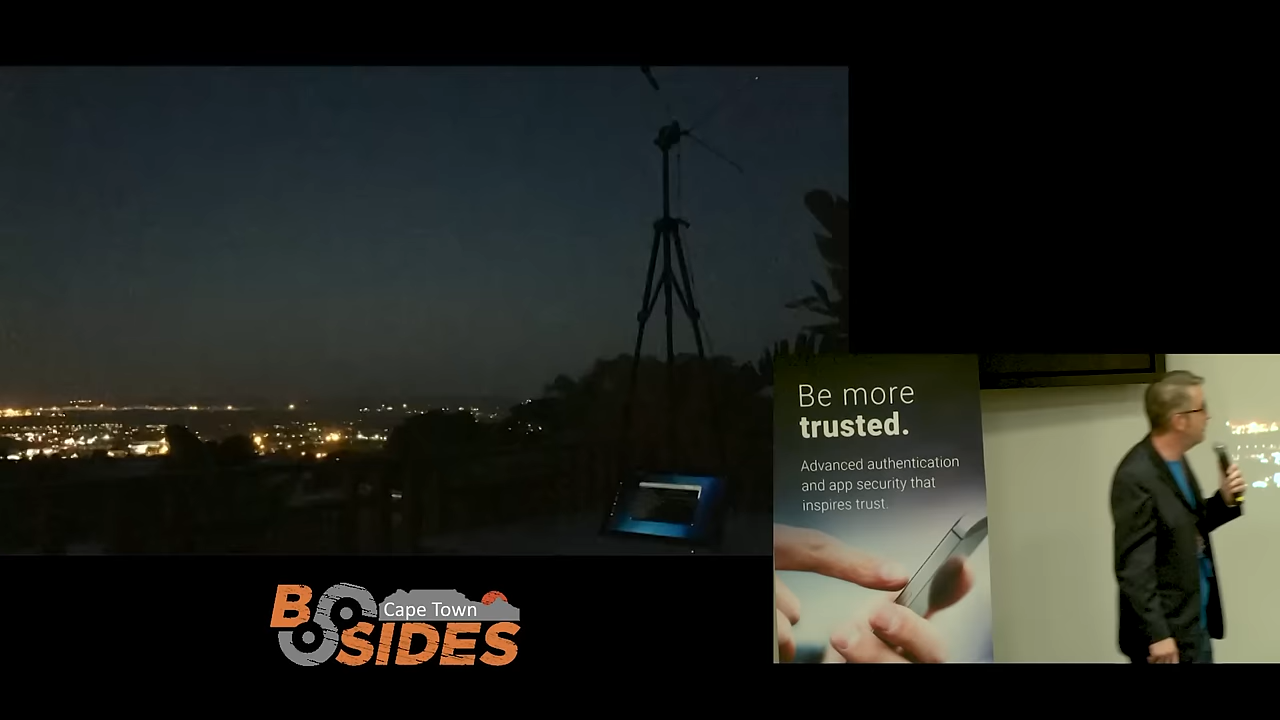 Be more
trusted.
Advanced authentication
and app security that
inspires trust.
Cape Town
BSIDES